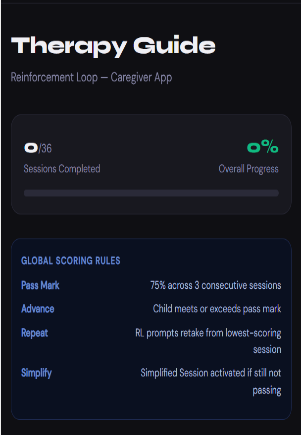 Therapy Guide
Reinforcement Loop — Caregiver App
0/36 0%
Sessions Completed Overall Progress
GLOBAL SCORING RULES
Pass Mark 75% across 3 consecutive sessions
Advance Child meets or exceeds pass mark
Repeat RL prompts retake from lowest-scoring
session
Simplify Simplified Session activated if still not
passing